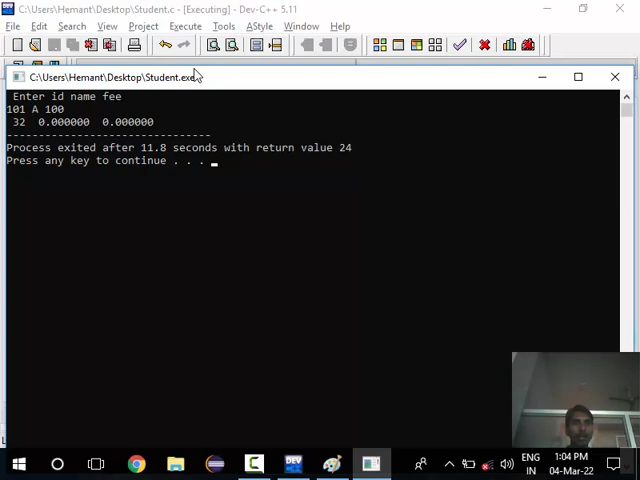 C:\Users\Hemant\Desktop\Student.c - [Executing] - Dev-C++ 5.11
File Edit Search View Project Execute Tools AStyle Window Help
C:\Users\Hemant\Desktop\Student.exe
Enter id name fee
101 A 100
32 0.000000 0.000000
--------------------------------
Process exited after 11.8 seconds with return value 24
Press any key to continue . . . _
DEV
ENG
IN
1:04 PM
04-Mar-22